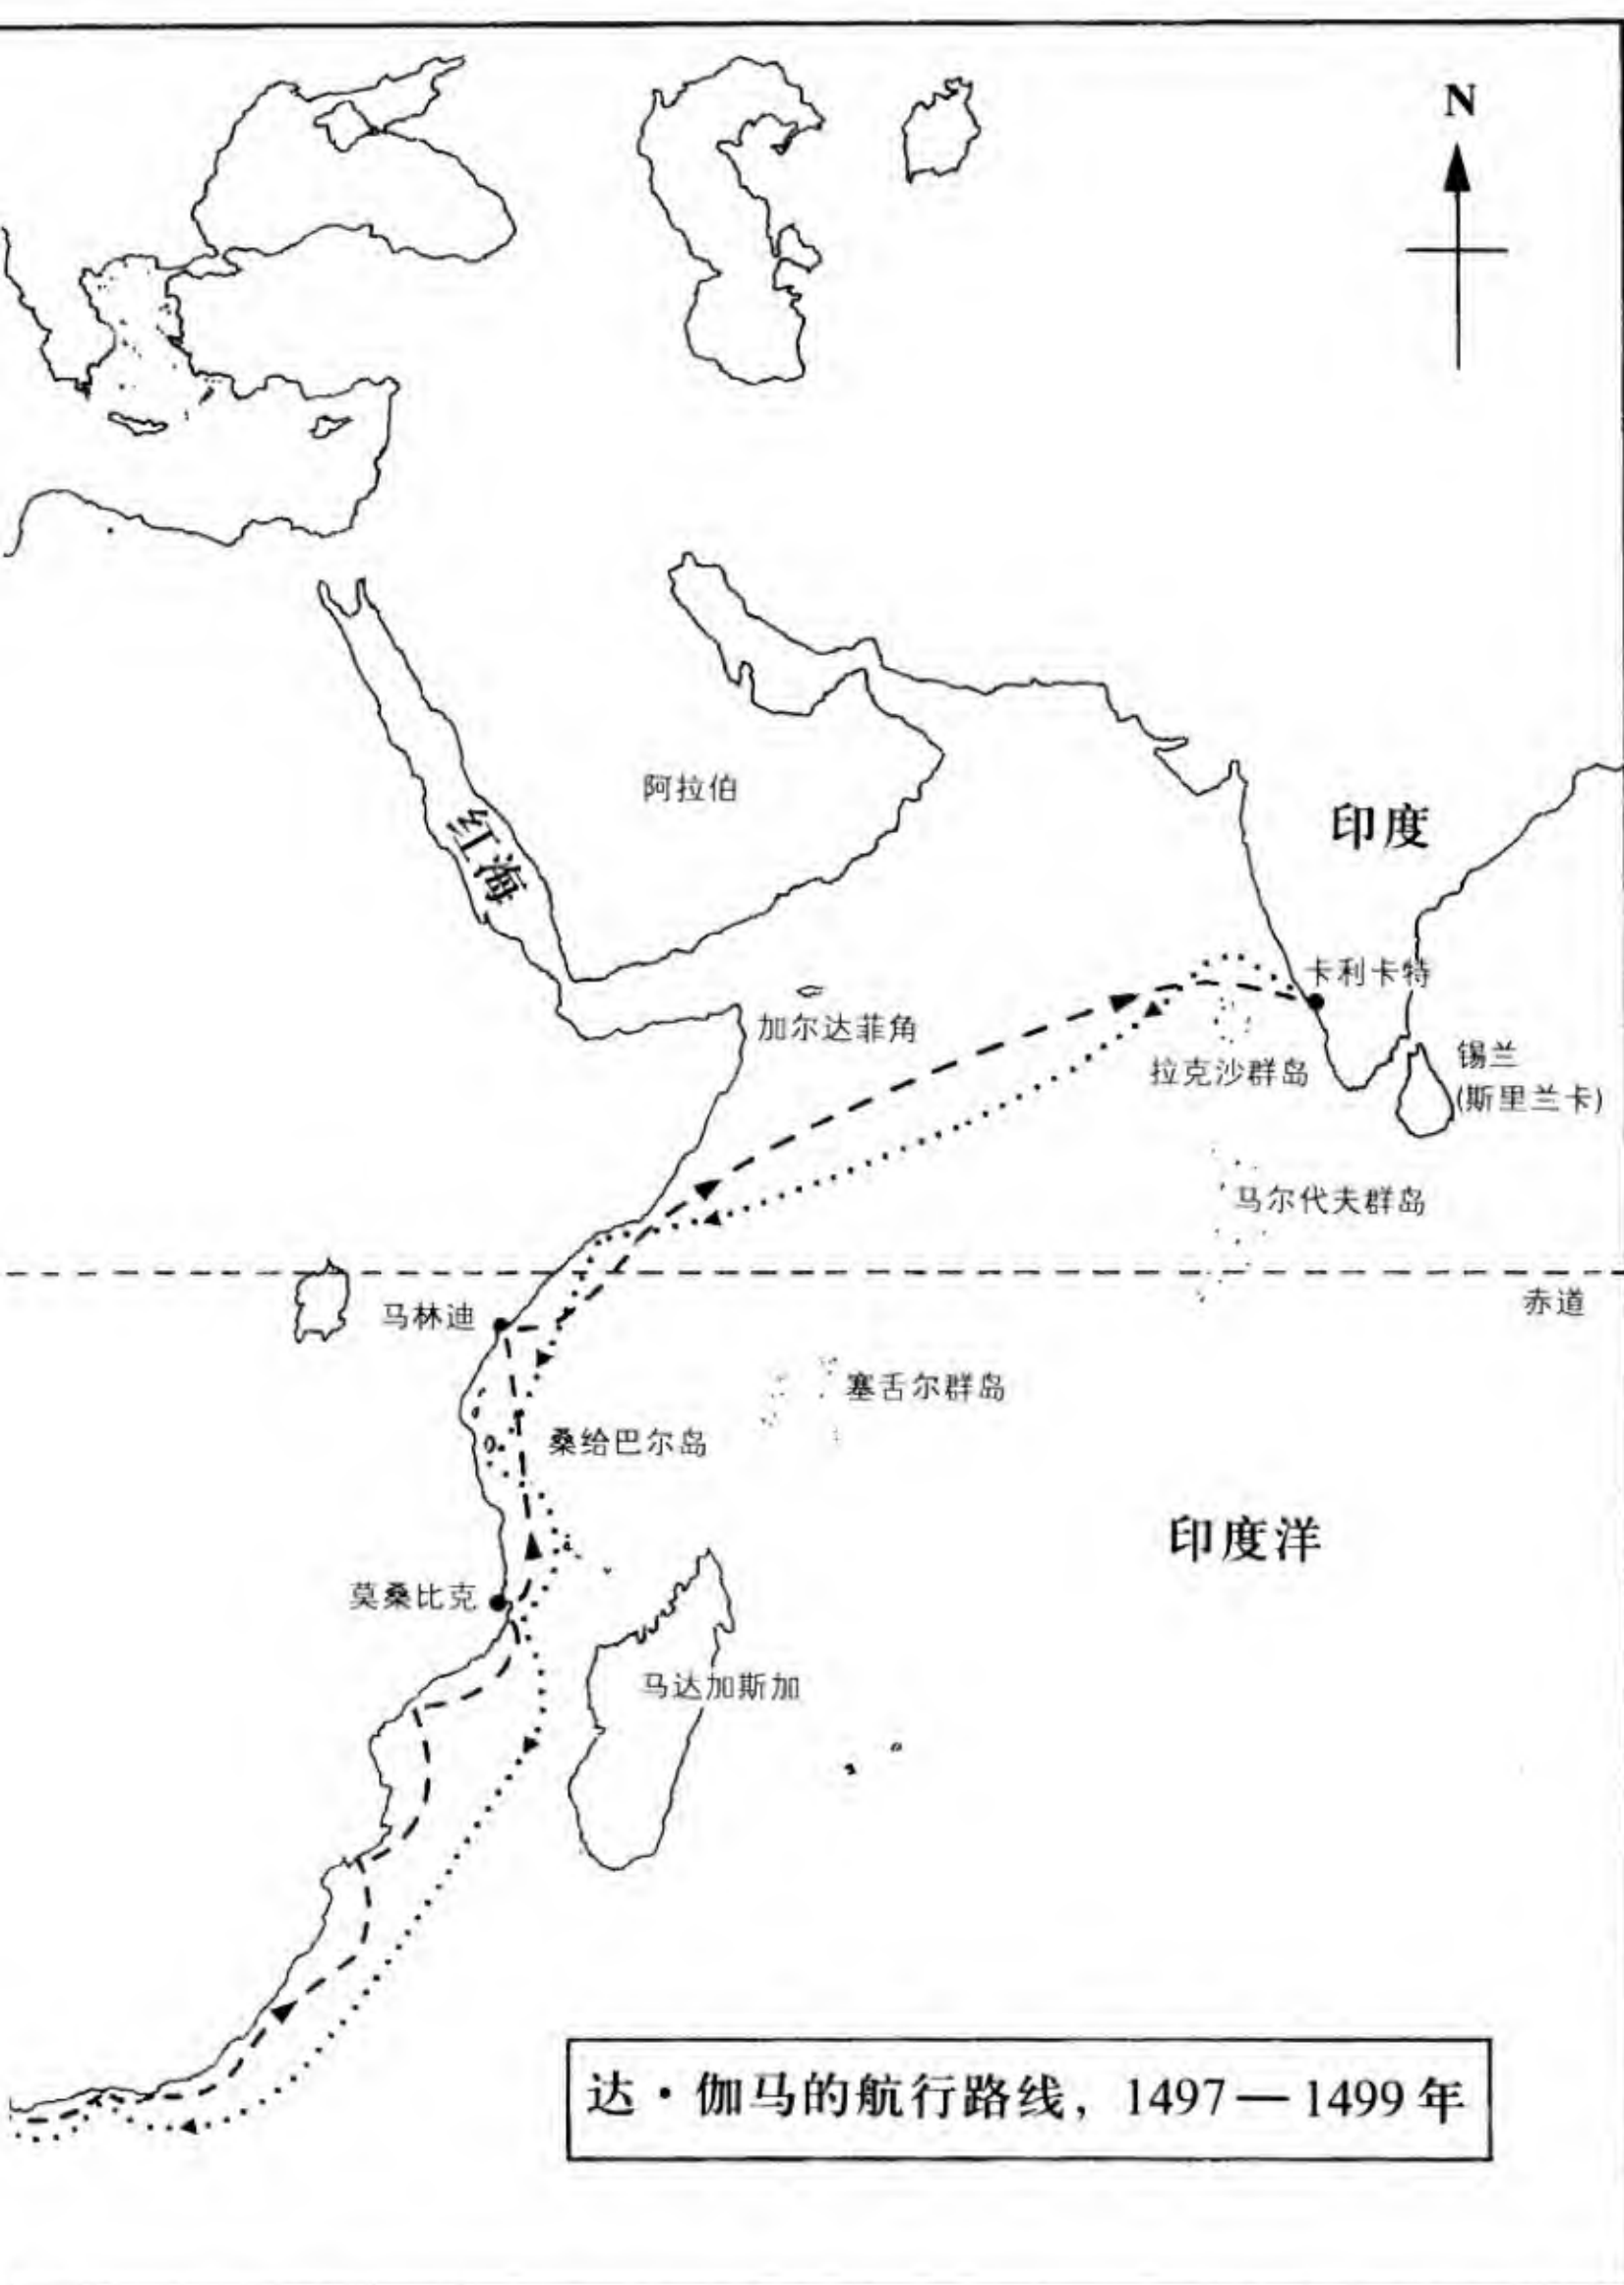 N
阿拉伯
红海
印度
卡利卡特
加尔达菲角
拉克沙群岛
锡兰
(斯里兰卡)
马尔代夫群岛
赤道
马林迪
塞舌尔群岛
桑给巴尔岛
印度洋
莫桑比克
马达加斯加
达·伽马的航行路线，1497—1499年